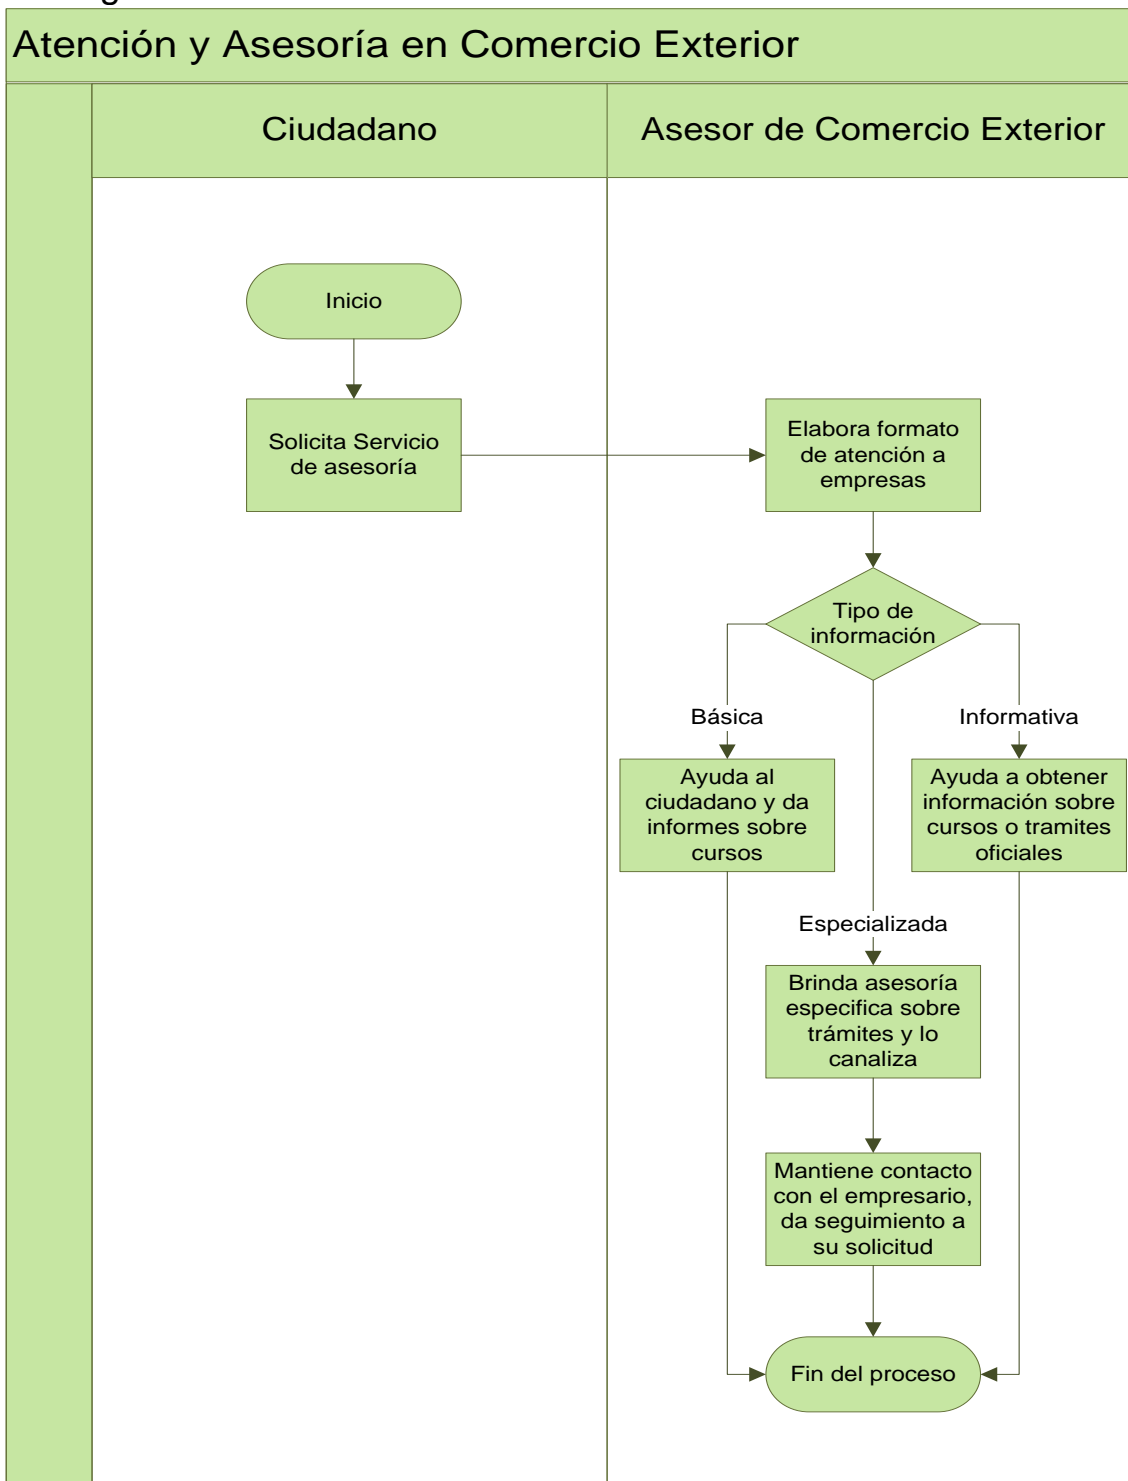 Atención y Asesoría en Comercio Exterior
Ciudadano
Asesor de Comercio Exterior
Inicio
Solicita Servicio
de asesoría
Elabora formato
de atención a
empresas
Tipo de
información
Básica
Informativa
Ayuda al
ciudadano y da
informes sobre
cursos
Ayuda a obtener
información sobre
cursos o tramites
oficiales
Especializada
Brinda asesoría
especifica sobre
trámites y lo
canaliza
Mantiene contacto
con el empresario,
da seguimiento a
su solicitud
Fin del proceso